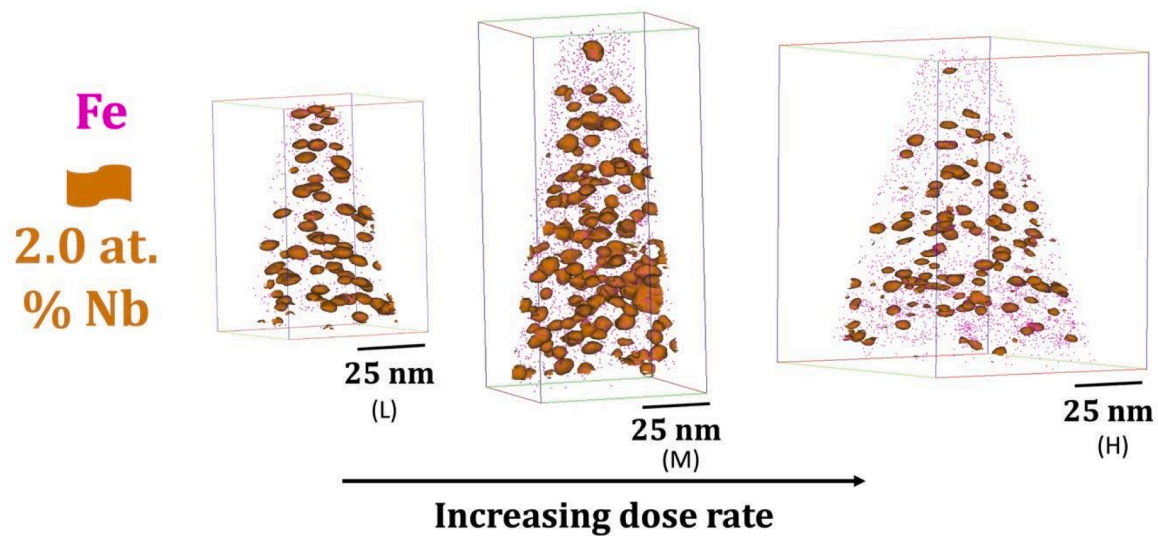 Fe
2.0 at.
% Nb
25 nm
(L)
25 nm
(M)
25 nm
(H)
Increasing dose rate